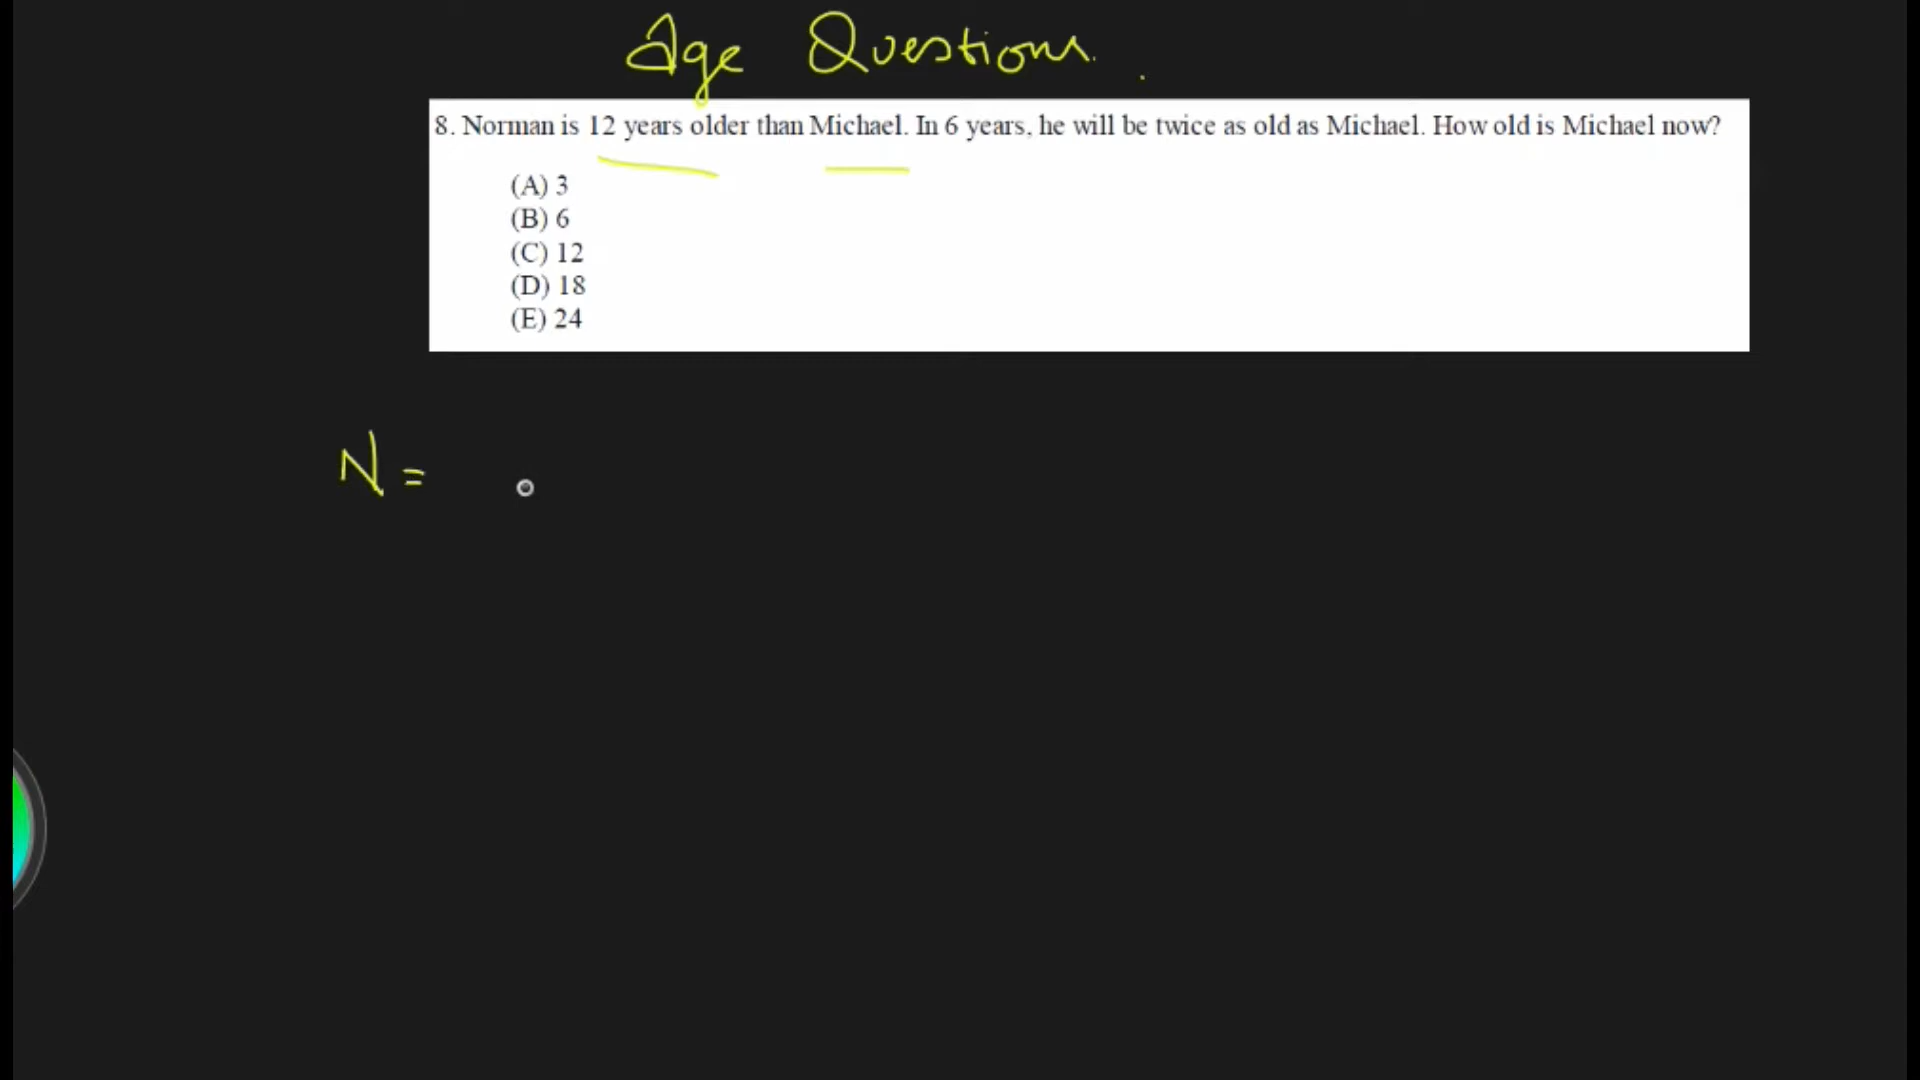 Age Questions.
8. Norman is 12 years older than Michael. In 6 years, he will be twice as old as Michael. How old is Michael now?
(A) 3
(B) 6
(C) 12
(D) 18
(E) 24
N =